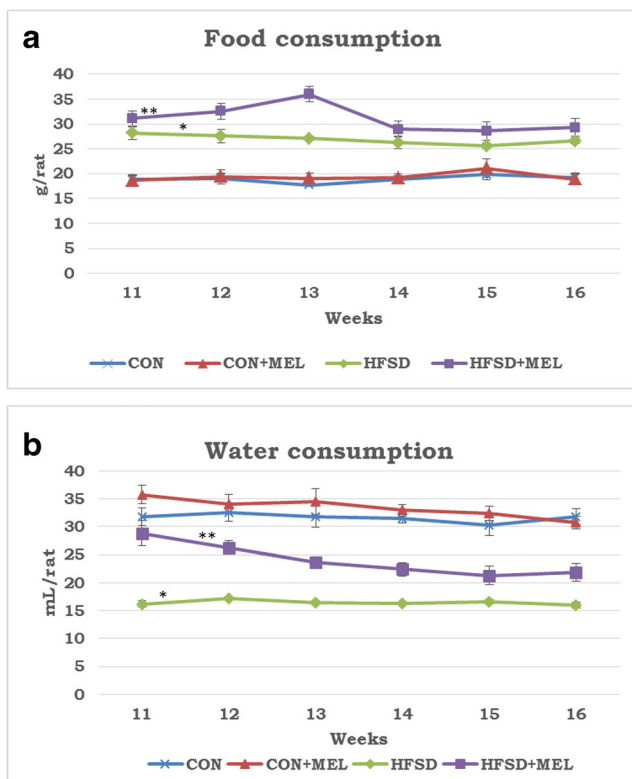 a
Food consumption
40
35
30
25
20
15
10
5
0
g/rat
**
*
11 12 13 14 15 16
Weeks
CON CON+MEL HFSD HFSD+MEL
b
Water consumption
40
35
30
25
20
15
10
5
0
mL/rat
**
*
11 12 13 14 15 16
Weeks
CON CON+MEL HFSD HFSD+MEL